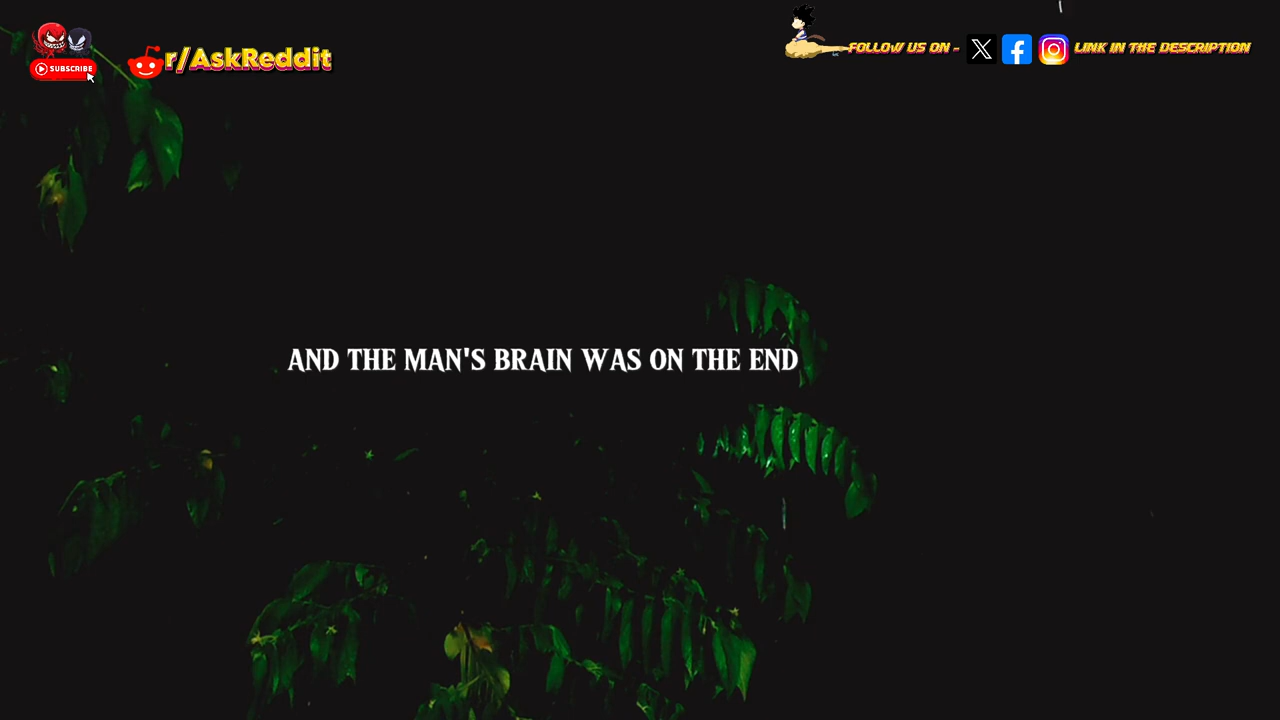 SUBSCRIBE
r/AskReddit
FOLLOW US ON -
LINK IN THE DESCRIPTION
AND THE MAN'S BRAIN WAS ON THE END